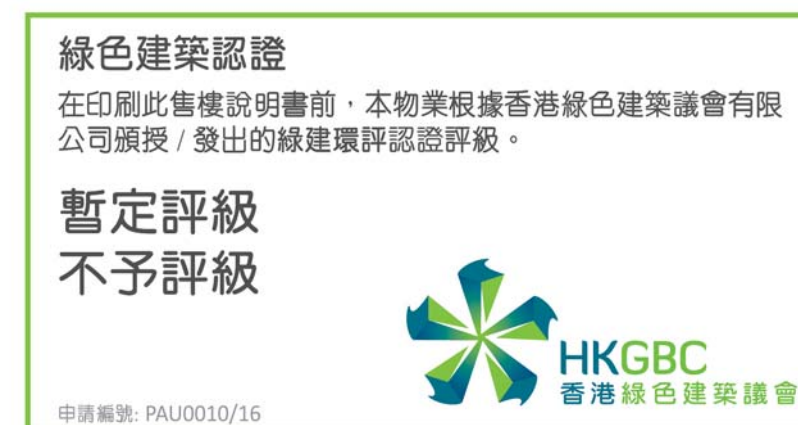 綠色建築認證
在印刷此售樓說明書前，本物業根據香港綠色建築議會有限
公司頒授 / 發出的綠建環評認證評級。
暫定評級
不予評級
HKGBC
香港綠色建築議會
申請編號: PAU0010/16